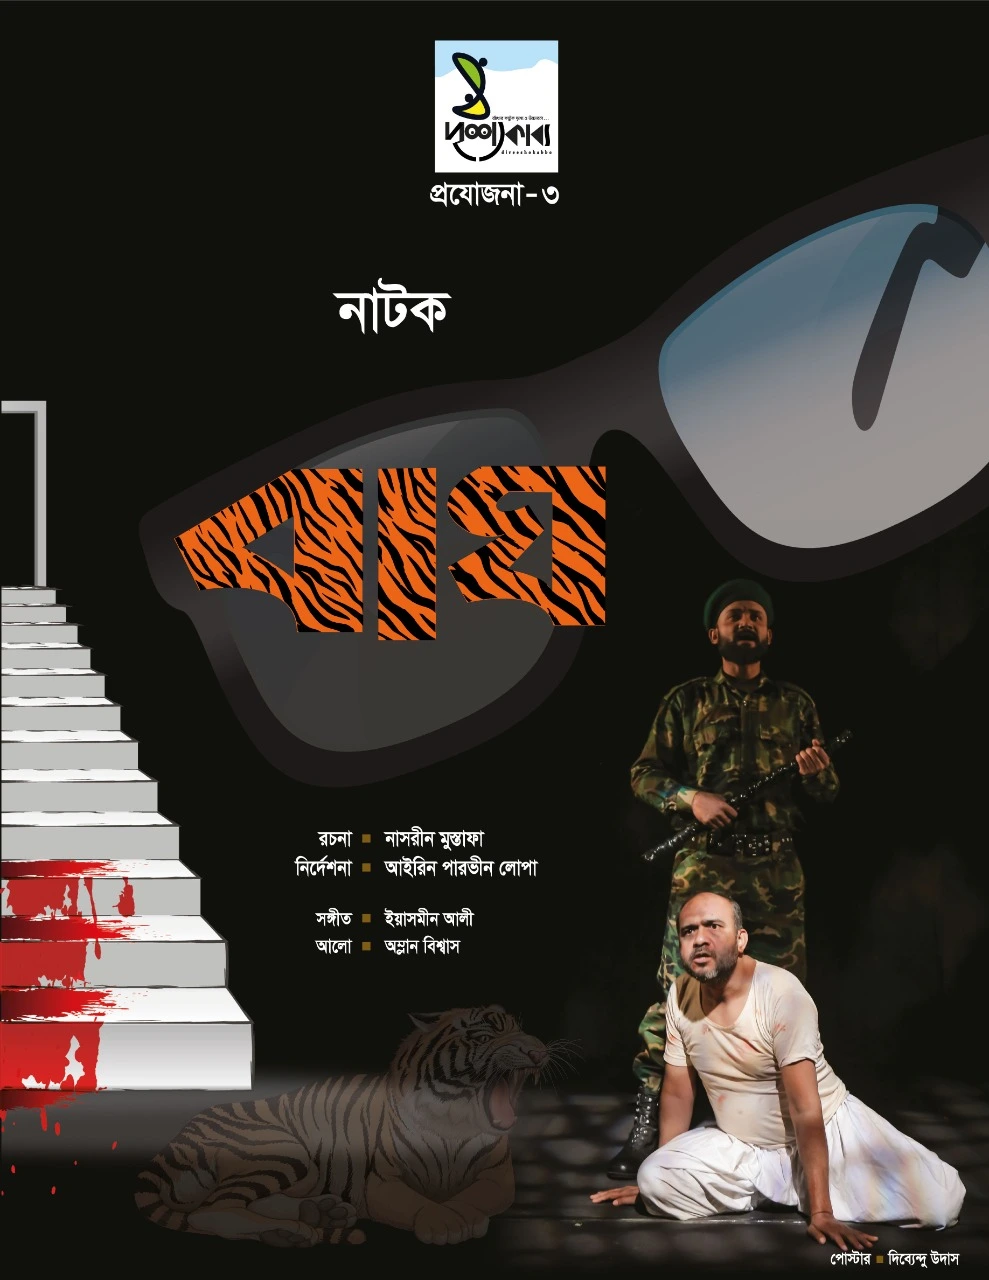 দৃশ্যকাব্য
প্রযোজনা-৩
নাটক
বাঘ
রচনা ■ নাসরীন মুস্তাফা
নির্দেশনা ■ আইরিন পারভীন লোপা
সঙ্গীত ■ ইয়াসমীন আলী
আলো ■ অম্লান বিশ্বাস
পোস্টার ■ দিব্যেন্দু উদাস